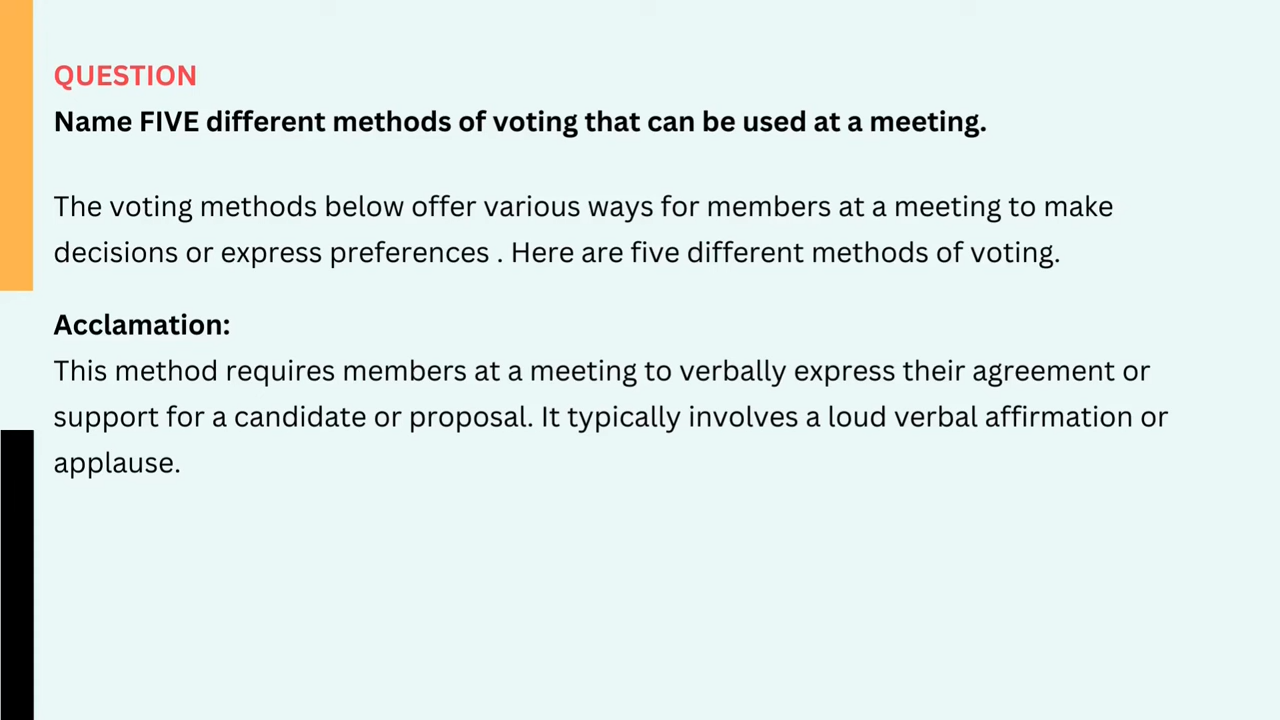 QUESTION
Name FIVE different methods of voting that can be used at a meeting.
The voting methods below offer various ways for members at a meeting to make
decisions or express preferences . Here are five different methods of voting.
Acclamation:
This method requires members at a meeting to verbally express their agreement or
support for a candidate or proposal. It typically involves a loud verbal affirmation or
applause.